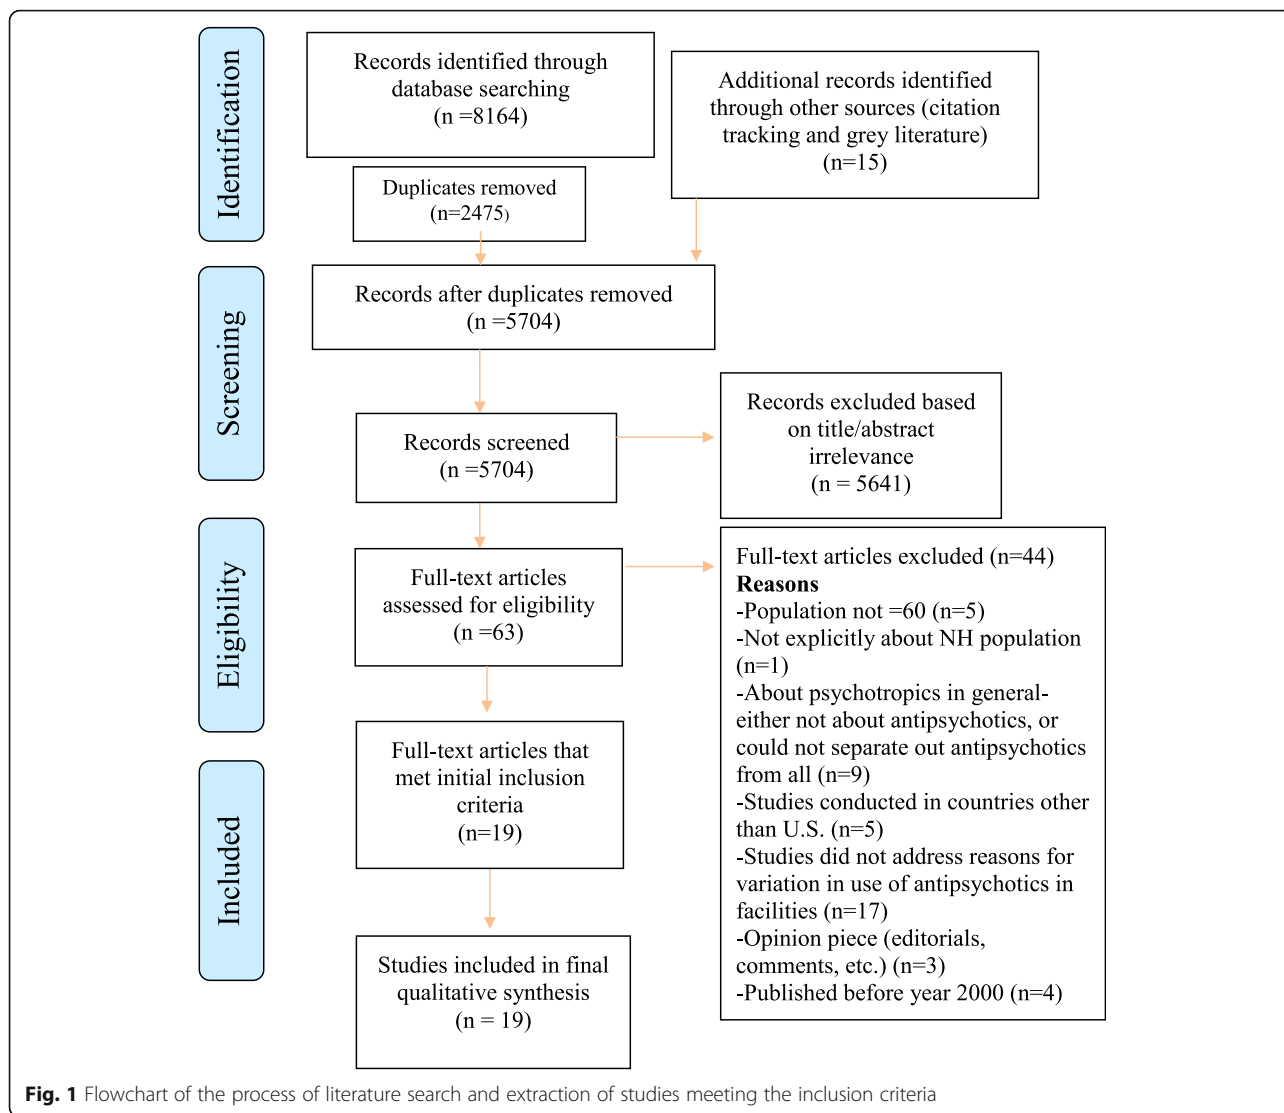 Identification
Records identified through
database searching
(n =8164)
Additional records identified
through other sources (citation
tracking and grey literature)
(n=15)
Duplicates removed
(n=2475)
Screening
Records after duplicates removed
(n =5704)
Records screened
(n =5704)
Records excluded based
on title/abstract
irrelevance
(n = 5641)
Eligibility
Full-text articles
assessed for eligibility
(n =63)
Full-text articles excluded (n=44)
Reasons
-Population not =60 (n=5)
-Not explicitly about NH population
(n=1)
-About psychotropics in general-
either not about antipsychotics, or
could not separate out antipsychotics
from all (n=9)
-Studies conducted in countries other
than U.S. (n=5)
-Studies did not address reasons for
variation in use of antipsychotics in
facilities (n=17)
-Opinion piece (editorials,
comments, etc.) (n=3)
-Published before year 2000 (n=4)
Included
Full-text articles that
met initial inclusion
criteria
(n=19)
Studies included in final
qualitative synthesis
(n = 19)
Fig. 1 Flowchart of the process of literature search and extraction of studies meeting the inclusion criteria